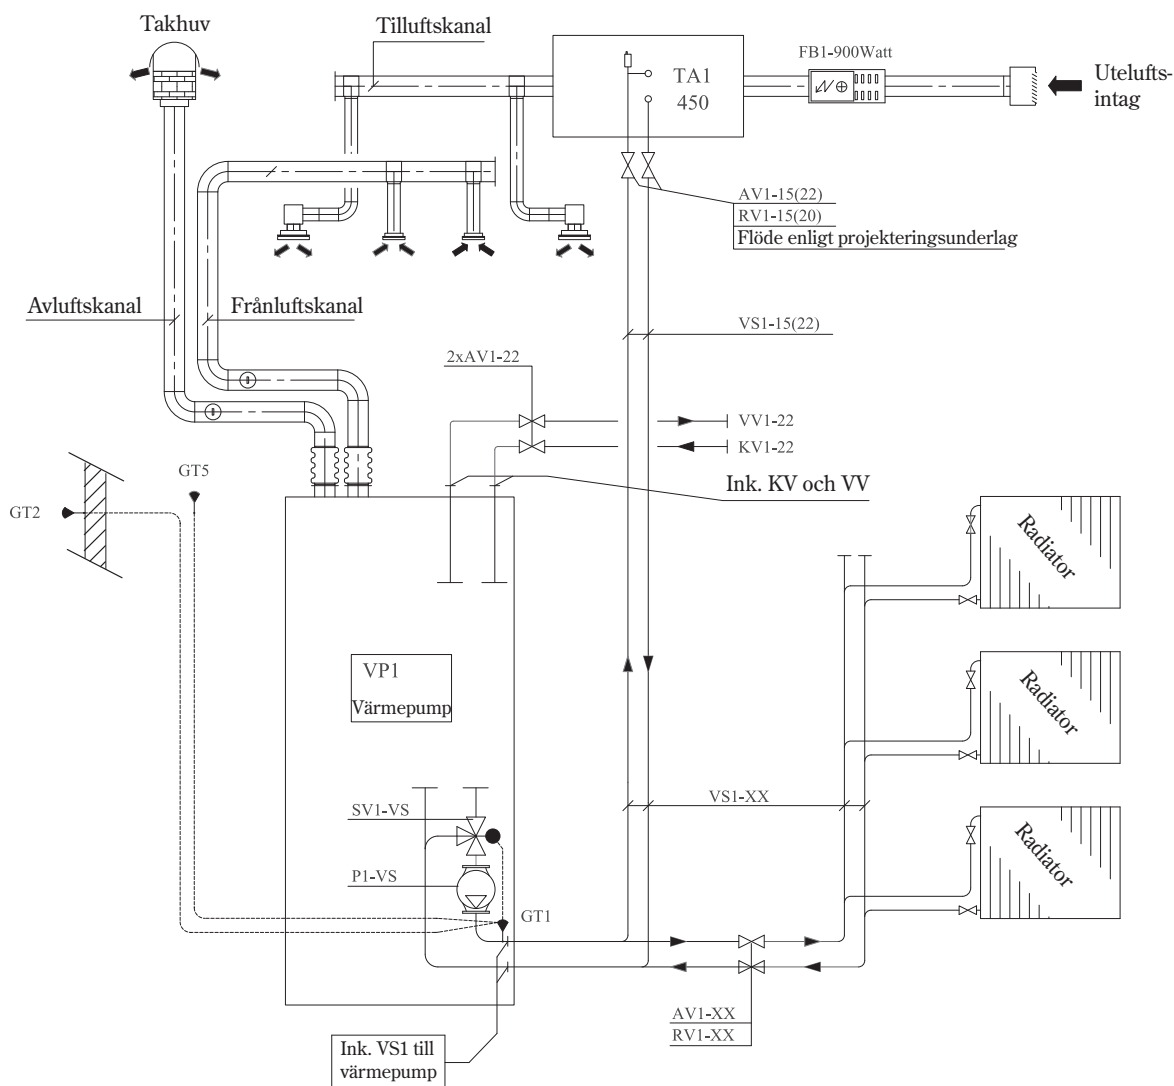 Takhuv
Tilluftskanal
FB1-900Watt
TA1
450
Utelufts-
intag
AV1-15(22)
RV1-15(20)
Flöde enligt projekteringsunderlag
Avluftskanal
Frånluftskanal
VS1-15(22)
2xAV1-22
VV1-22
KV1-22
GT5
GT2
Ink. KV och VV
Radiator
VP1
Värmepump
Radiator
SV1-VS
VS1-XX
P1-VS
Radiator
GT1
AV1-XX
RV1-XX
Ink. VS1 till
värmepump